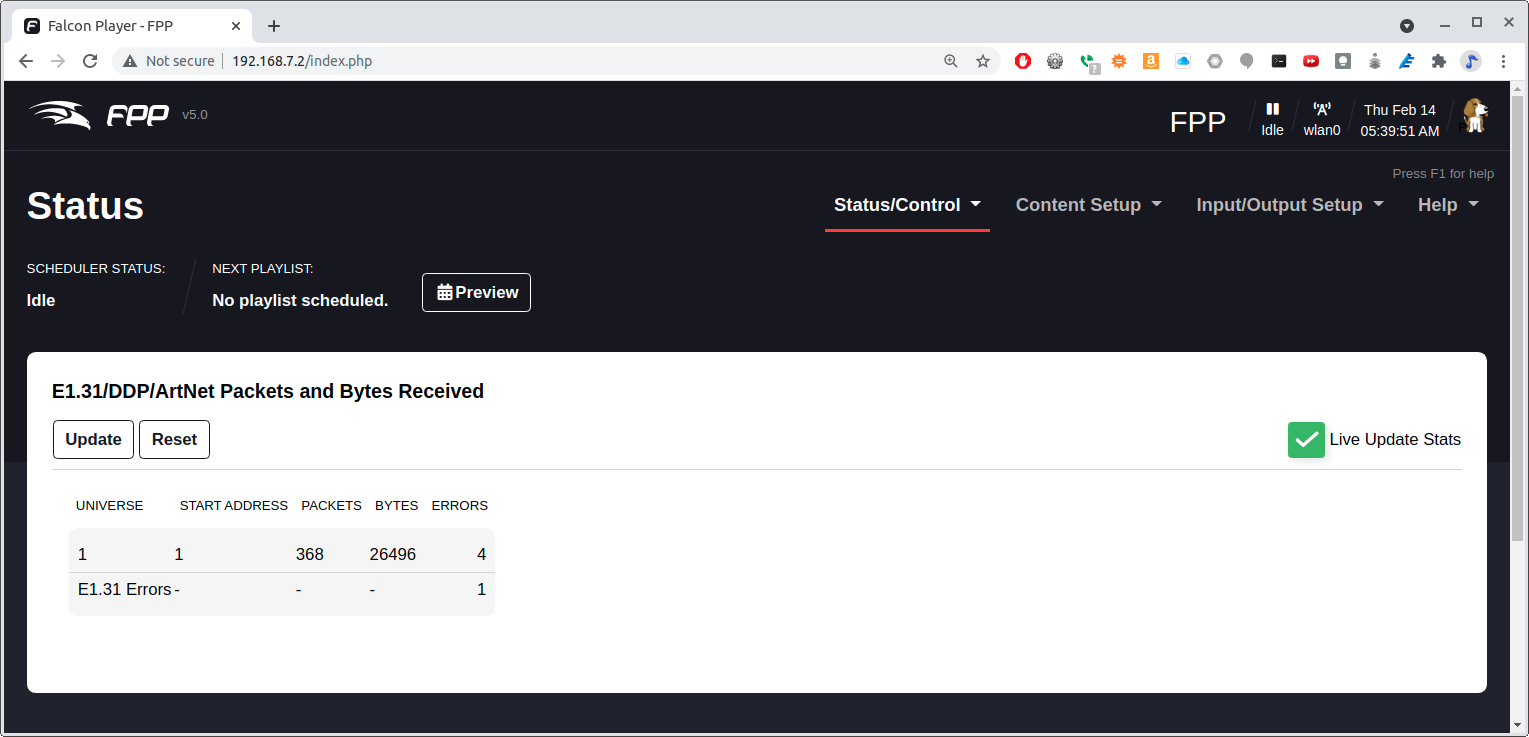 Falcon Player - FPP
Not secure 192.168.7.2/index.php
FPP v5.0
FPP Idle wlan0 Thu Feb 14
05:39:51 AM
Press F1 for help
Status
Status/Control Content Setup Input/Output Setup Help
SCHEDULER STATUS: NEXT PLAYLIST:
Idle No playlist scheduled. Preview
E1.31/DDP/ArtNet Packets and Bytes Received
Update Reset Live Update Stats
UNIVERSE START ADDRESS PACKETS BYTES ERRORS
1 1 368 26496 4
E1.31 Errors - - - 1